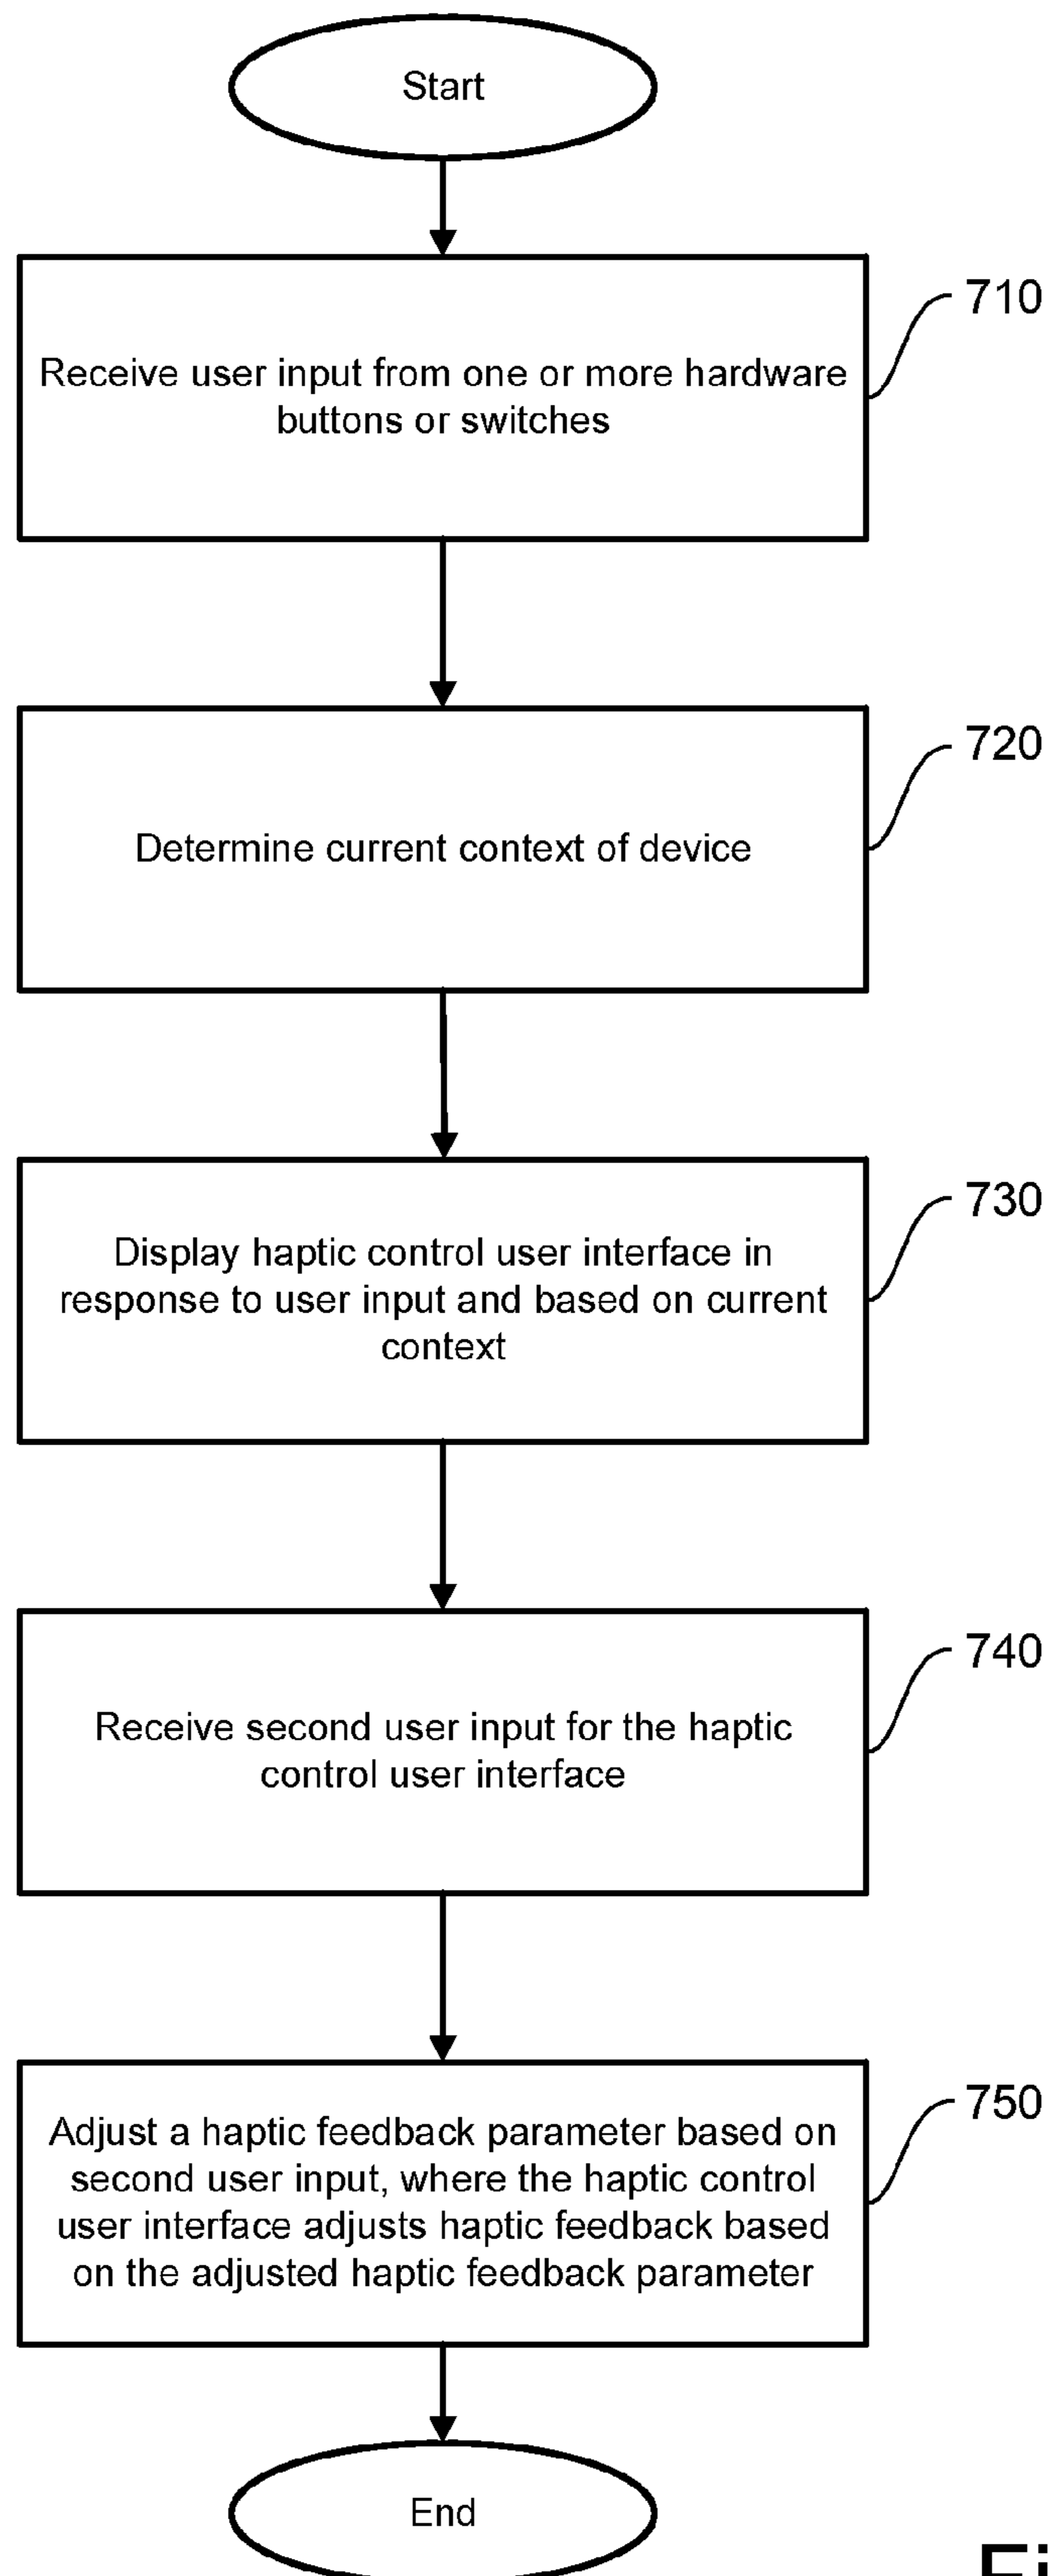 Start
710
Receive user input from one or more hardware
buttons or switches
720
Determine current context of device
730
Display haptic control user interface in
response to user input and based on current
context
740
Receive second user input for the haptic
control user interface
750
Adjust a haptic feedback parameter based on
second user input, where the haptic control
user interface adjusts haptic feedback based
on the adjusted haptic feedback parameter
End